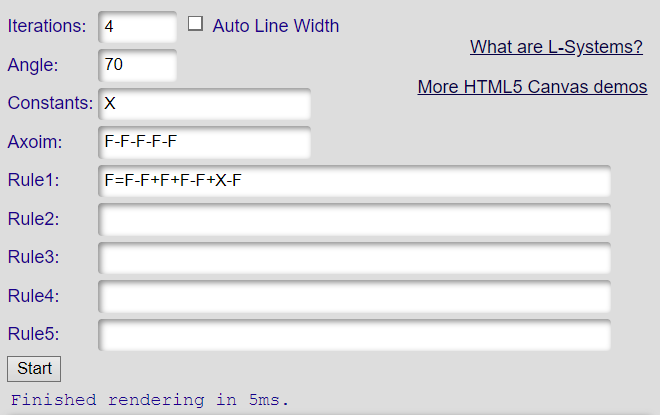 Iterations: 4 Auto Line Width
What are L-Systems?
Angle: 70
More HTML5 Canvas demos
Constants: X
Axoim: F-F-F-F-F
Rule1: F=F-F+F+F-F+X-F
Rule2:
Rule3:
Rule4:
Rule5:
Start
Finished rendering in 5ms.